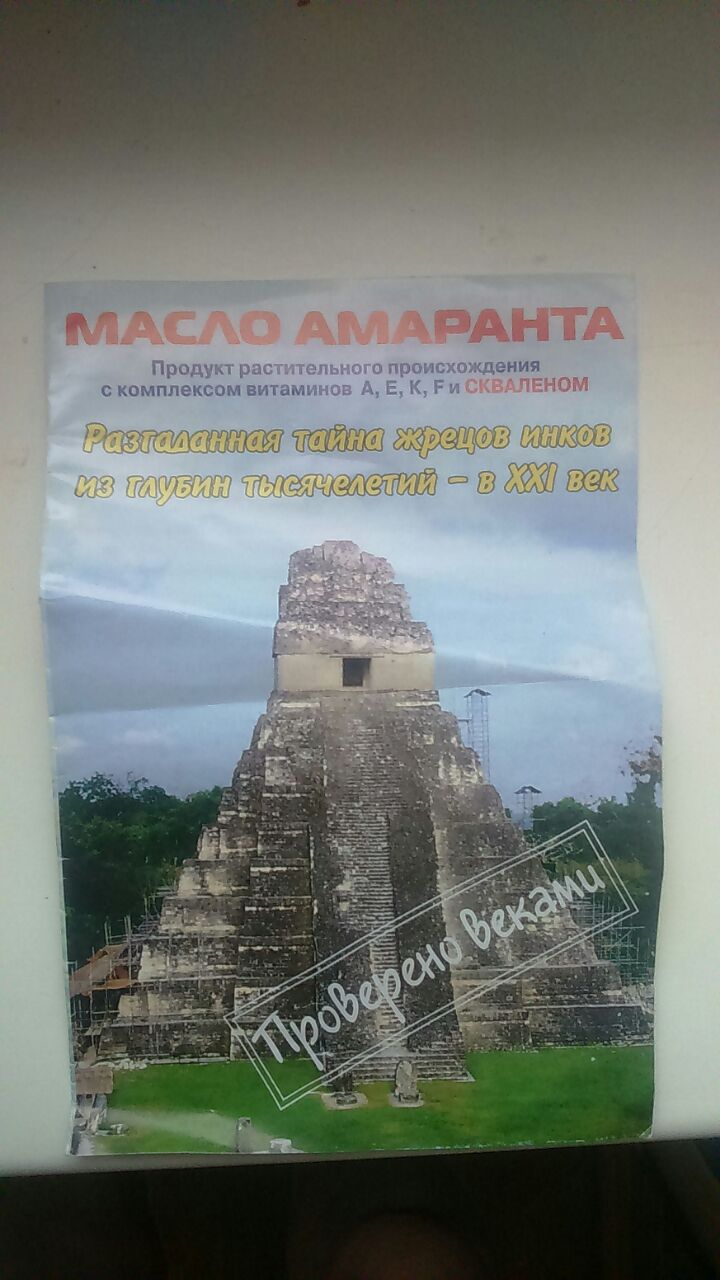 МАСЛО АМАРАНТА
Продукт растительного происхождения
с комплексом витаминов A, E, K, F и СКВАЛЕНОМ
Разгаданная тайна жрецов инков
из глубин тысячелетий – в XXI век
Проверено веками